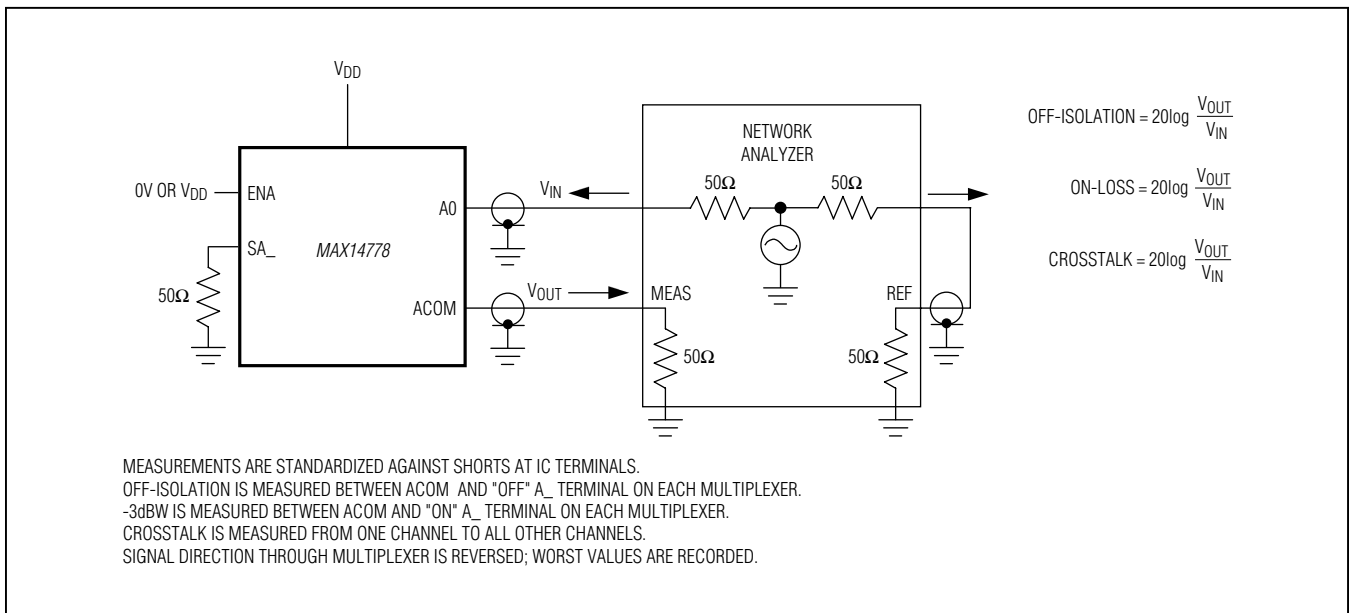 VDD
NETWORK
ANALYZER
OFF-ISOLATION = 20log VOUT
VIN
0V OR VDD
ENA
A0
VIN
50Ω
50Ω
ON-LOSS = 20log VOUT
VIN
SA_
MAX14778
CROSSTALK = 20log VOUT
VIN
50Ω
ACOM
VOUT
MEAS
REF
50Ω
50Ω
MEASUREMENTS ARE STANDARDIZED AGAINST SHORTS AT IC TERMINALS.
OFF-ISOLATION IS MEASURED BETWEEN ACOM AND "OFF" A_ TERMINAL ON EACH MULTIPLEXER.
-3dBW IS MEASURED BETWEEN ACOM AND "ON" A_ TERMINAL ON EACH MULTIPLEXER.
CROSSTALK IS MEASURED FROM ONE CHANNEL TO ALL OTHER CHANNELS.
SIGNAL DIRECTION THROUGH MULTIPLEXER IS REVERSED; WORST VALUES ARE RECORDED.